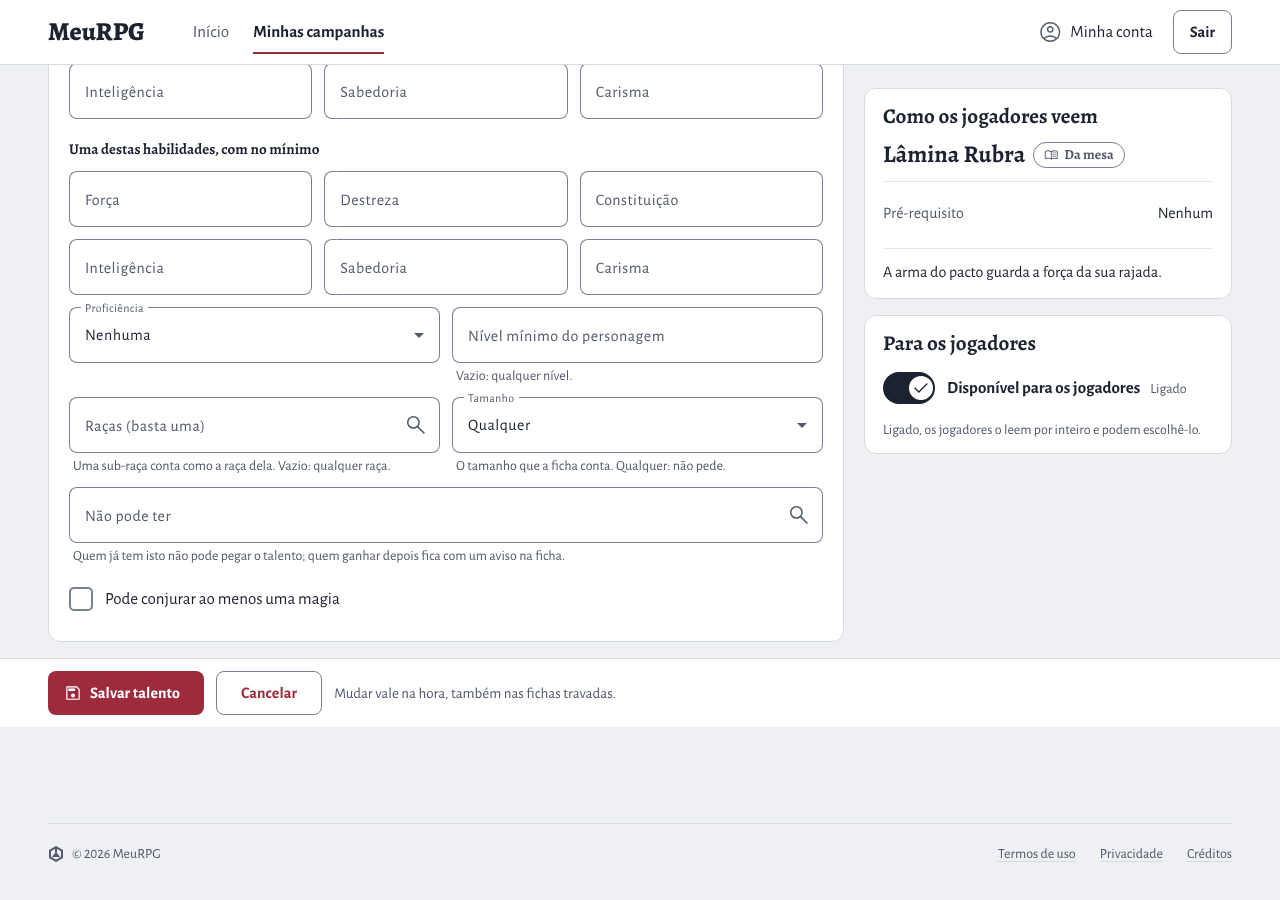 MeuRPG
Início
Minhas campanhas
Minha conta
Sair
Inteligência
Sabedoria
Carisma
Uma destas habilidades, com no mínimo
Força
Destreza
Constituição
Inteligência
Sabedoria
Carisma
Proficiência
Nenhuma
Nível mínimo do personagem
Vazio: qualquer nível.
Raças (basta uma)
Tamanho
Qualquer
Uma sub-raça conta como a raça dela. Vazio: qualquer raça.
O tamanho que a ficha conta. Qualquer: não pede.
Não pode ter
Quem já tem isto não pode pegar o talento; quem ganhar depois fica com um aviso na ficha.
Pode conjurar ao menos uma magia
Como os jogadores veem
Lâmina Rubra
Da mesa
Pré-requisito
Nenhum
A arma do pacto guarda a força da sua rajada.
Para os jogadores
Disponível para os jogadores
Ligado
Ligado, os jogadores o leem por inteiro e podem escolhê-lo.
Salvar talento
Cancelar
Mudar vale na hora, também nas fichas travadas.
© 2026 MeuRPG
Termos de uso
Privacidade
Créditos